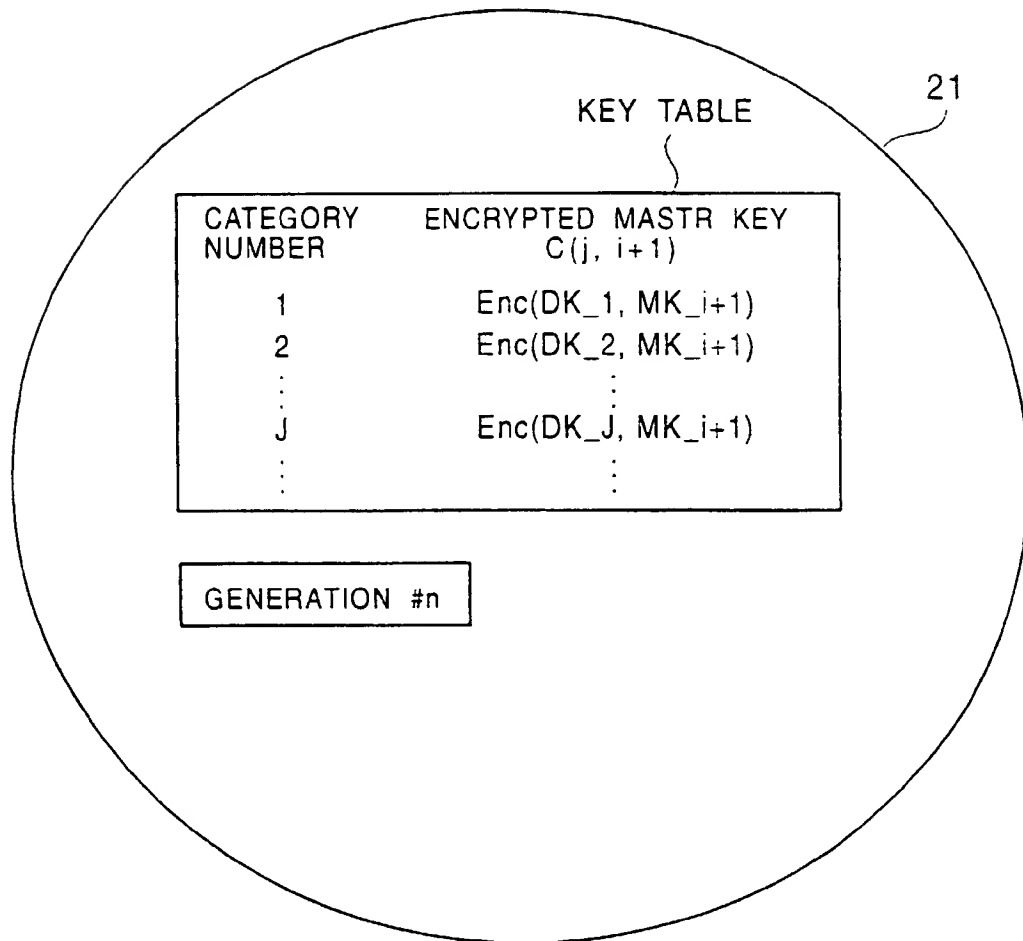 21
KEY TABLE
CATEGORY ENCRYPTED MASTR KEY
NUMBER C(j, i+1)
1 Enc(DK_1, MK_i+1)
2 Enc(DK_2, MK_i+1)
J Enc(DK_J, MK_i+1)
GENERATION #n